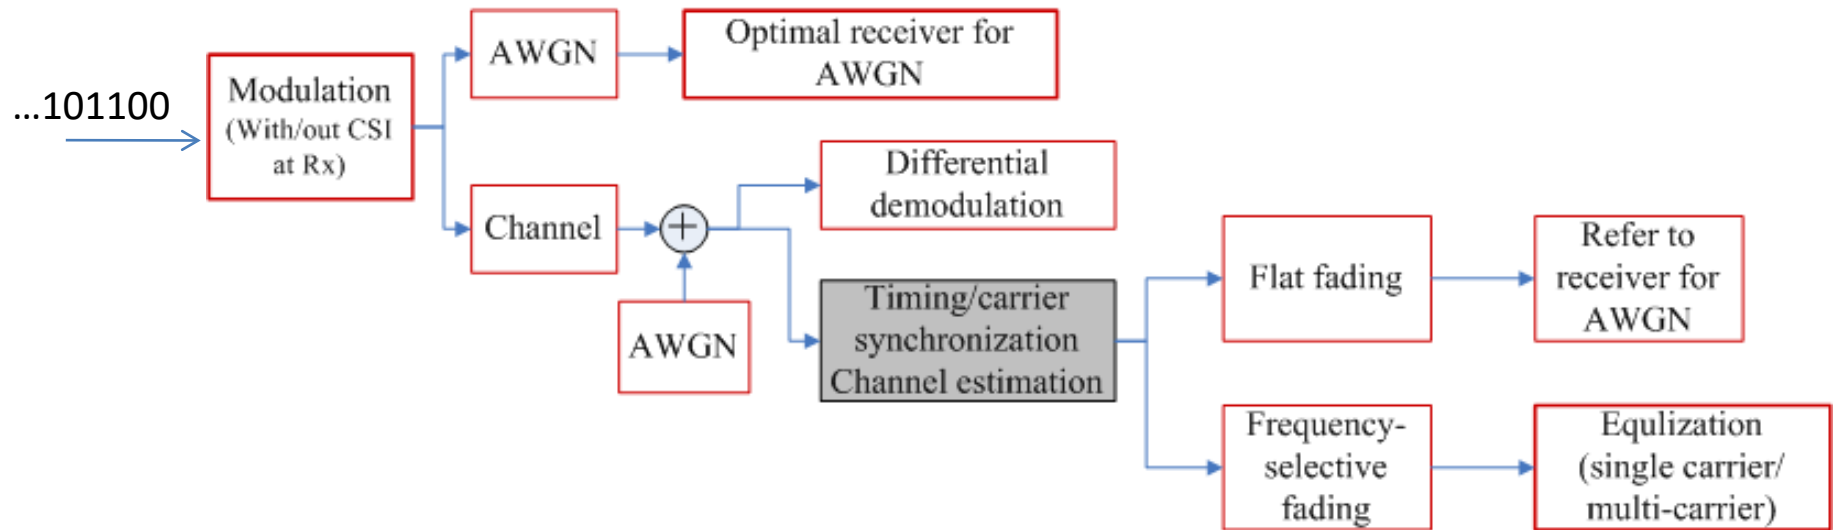 ...101100
Modulation
(With/out CSI
at Rx)
AWGN
Optimal receiver for
AWGN
Channel
+
AWGN
Differential
demodulation
Timing/carrier
synchronization
Channel estimation
Flat fading
Refer to
receiver for
AWGN
Frequency-
selective
fading
Equlization
(single carrier/
multi-carrier)